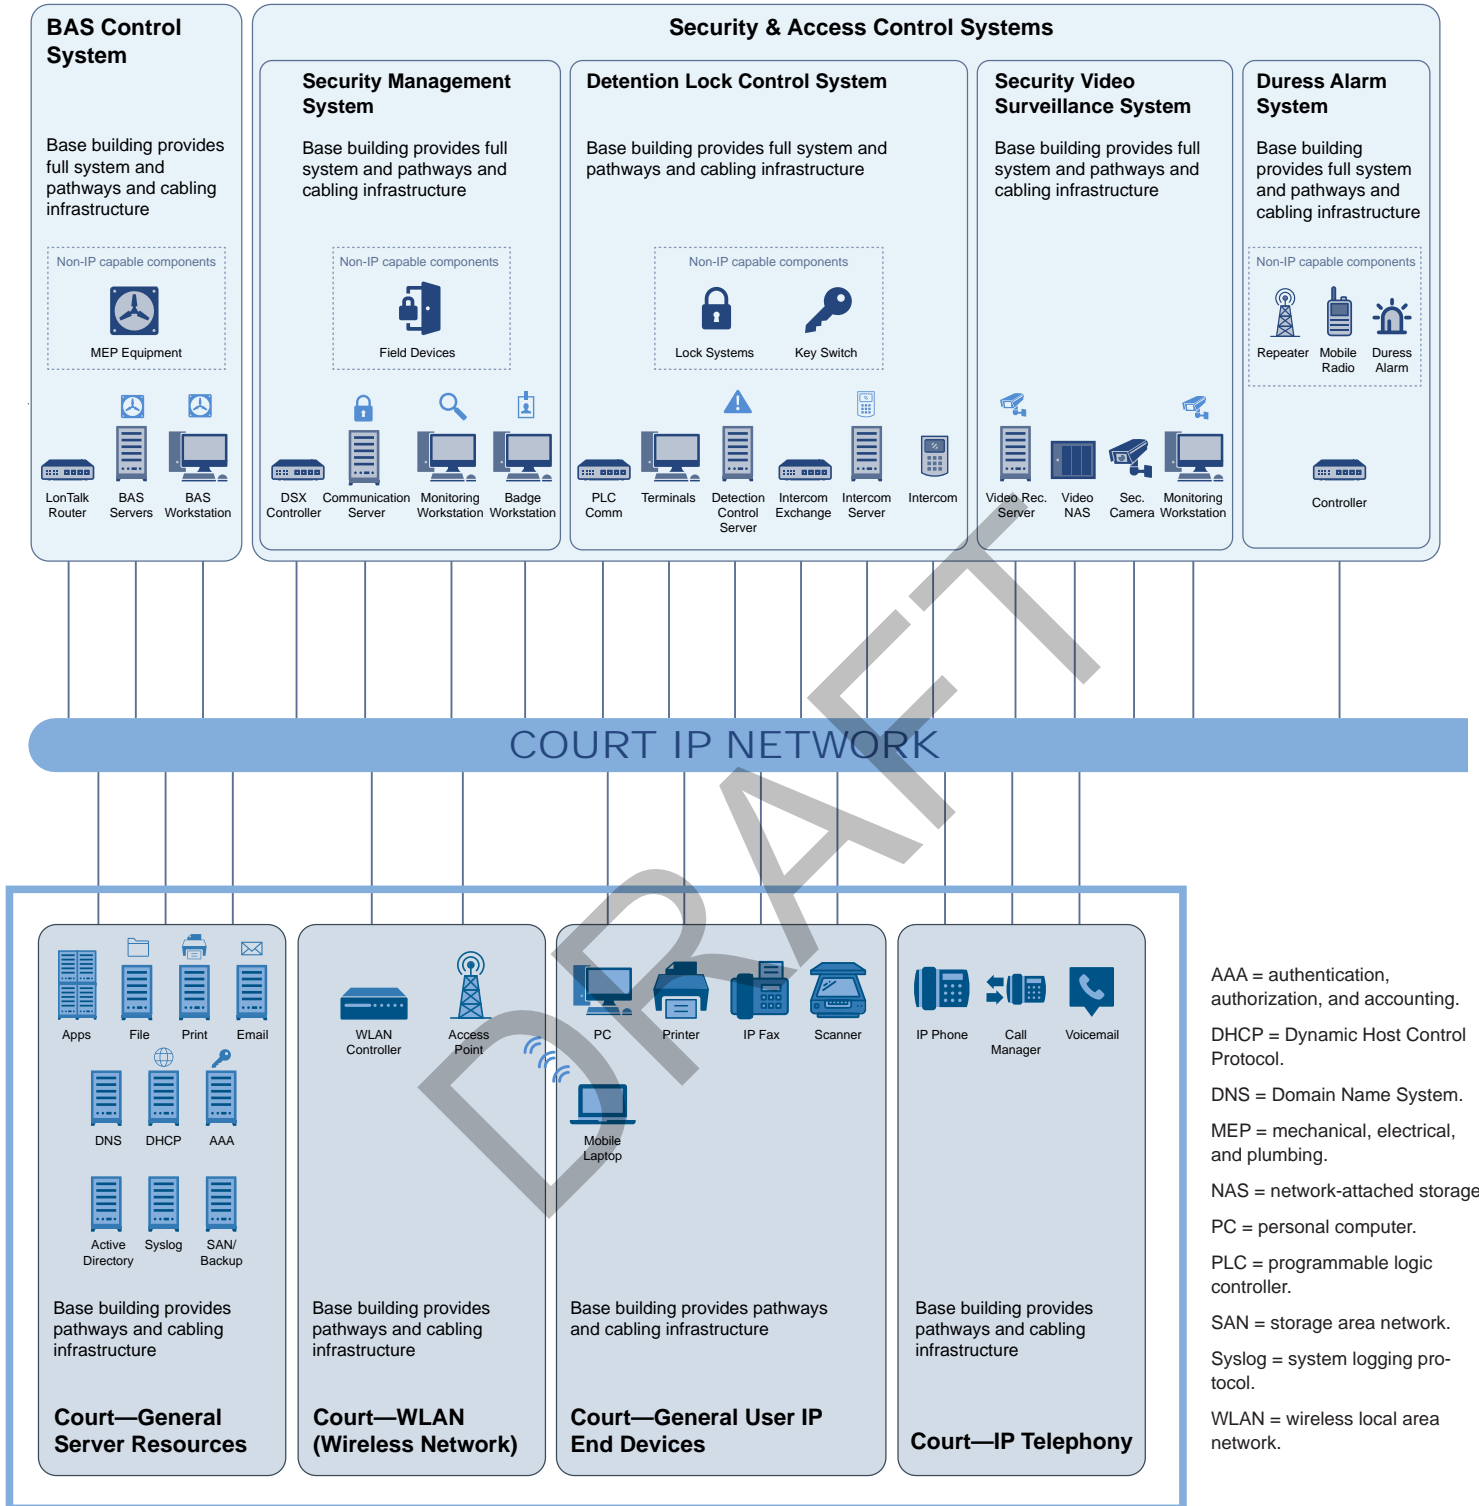 BAS Control
System
Base building provides
full system and
pathways and cabling
infrastructure
Non-IP capable components
MEP Equipment
LonTalk
Router
BAS
Servers
BAS
Workstation
Security & Access Control Systems
Security Management
System
Base building provides full
system and pathways and
cabling infrastructure
Non-IP capable components
Field Devices
DSX
Controller
Communication
Server
Monitoring
Workstation
Badge
Workstation
Detention Lock Control System
Base building provides full system and
pathways and cabling infrastructure
Non-IP capable components
Lock Systems
Key Switch
PLC
Comm
Terminals
Detection
Control
Server
Intercom
Exchange
Intercom
Server
Intercom
Security Video
Surveillance System
Base building provides full
system and pathways and
cabling infrastructure
Video Rec.
Server
Video
NAS
Sec.
Camera
Monitoring
Workstation
Duress Alarm
System
Base building
provides full system
and pathways and
cabling infrastructure
Non-IP capable components
Repeater
Mobile
Radio
Duress
Alarm
Controller
COURT IP NETWORK
DRAFT
Apps
File
Print
Email
DNS
DHCP
AAA
Active
Directory
Syslog
SAN/
Backup
Base building provides
pathways and cabling
infrastructure
Court—General
Server Resources
WLAN
Controller
Access
Point
Base building provides
pathways and cabling
infrastructure
Court—WLAN
(Wireless Network)
PC
Printer
IP Fax
Scanner
Mobile
Laptop
Base building provides pathways
and cabling infrastructure
Court—General User IP
End Devices
IP Phone
Call
Manager
Voicemail
Base building provides
pathways and cabling
infrastructure
Court—IP Telephony
AAA = authentication,
authorization, and accounting.
DHCP = Dynamic Host Control
Protocol.
DNS = Domain Name System.
MEP = mechanical, electrical,
and plumbing.
NAS = network-attached storage
PC = personal computer.
PLC = programmable logic
controller.
SAN = storage area network.
Syslog = system logging pro-
tocol.
WLAN = wireless local area
network.